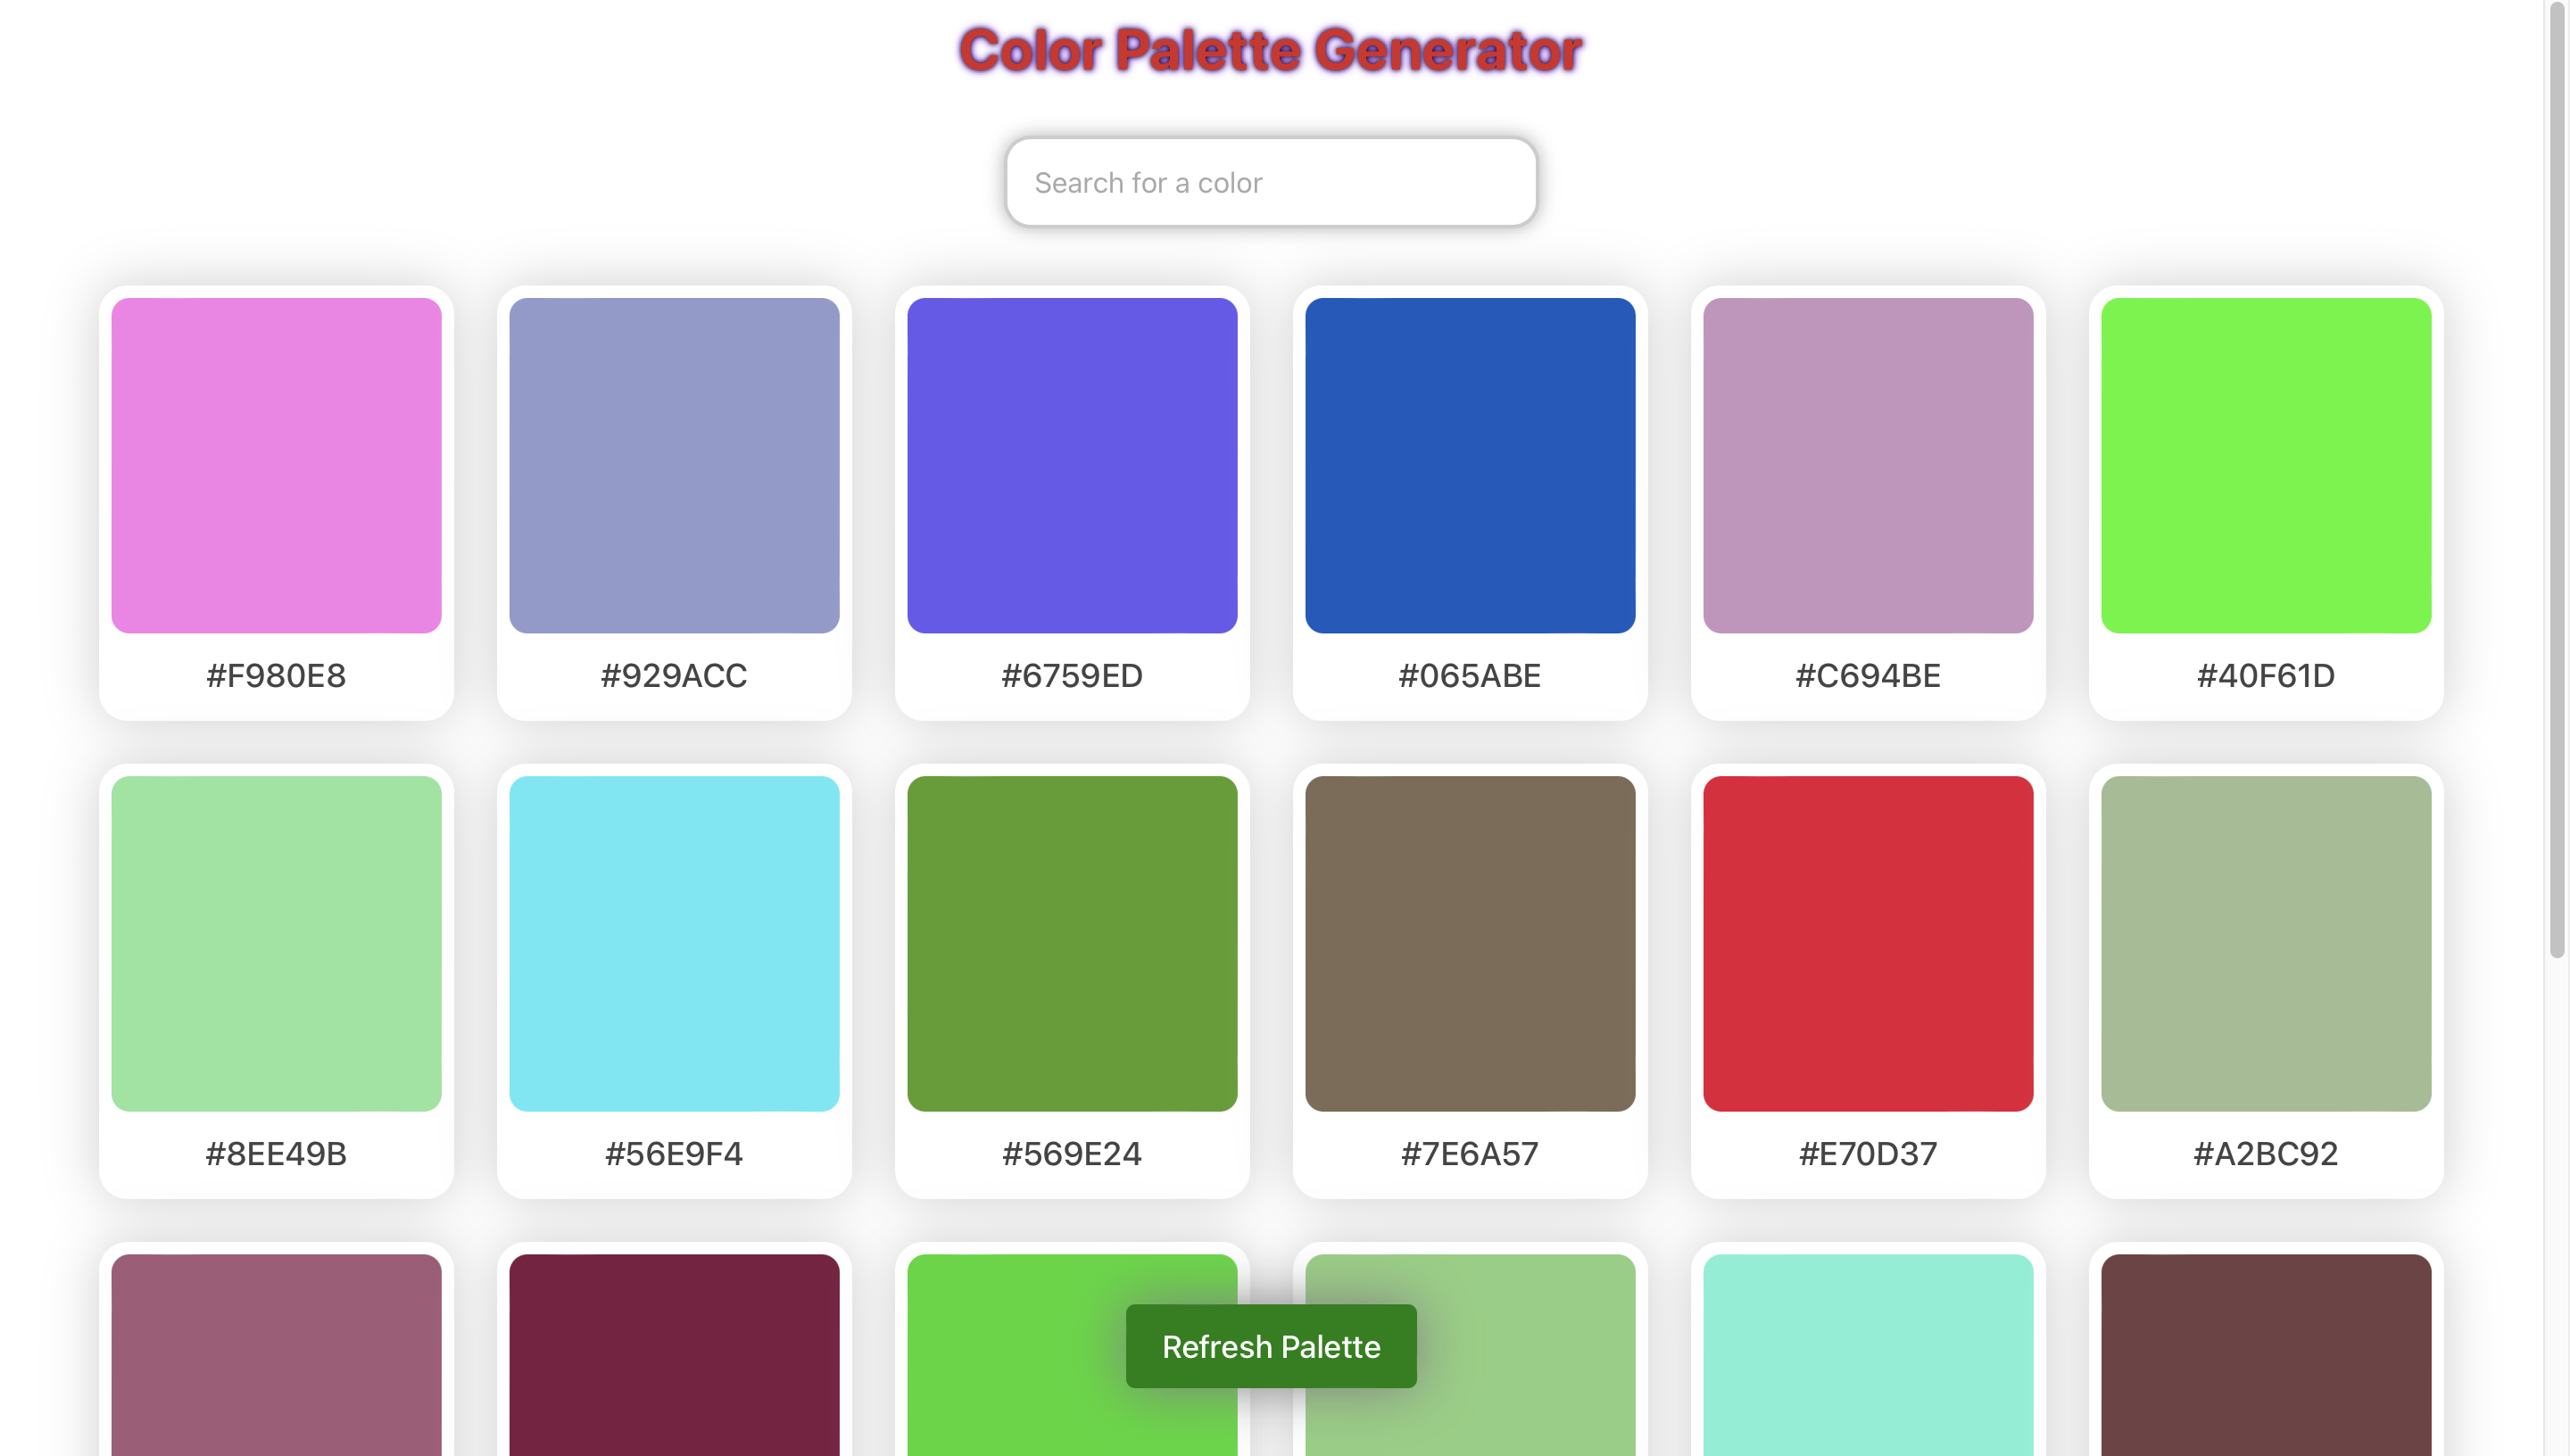 Color Palette Generator
Search for a color
#F980E8
#929ACC
#6759ED
#065ABE
#C694BE
#40F61D
#8EE49B
#56E9F4
#569E24
#7E6A57
#E70D37
#A2BC92
Refresh Palette